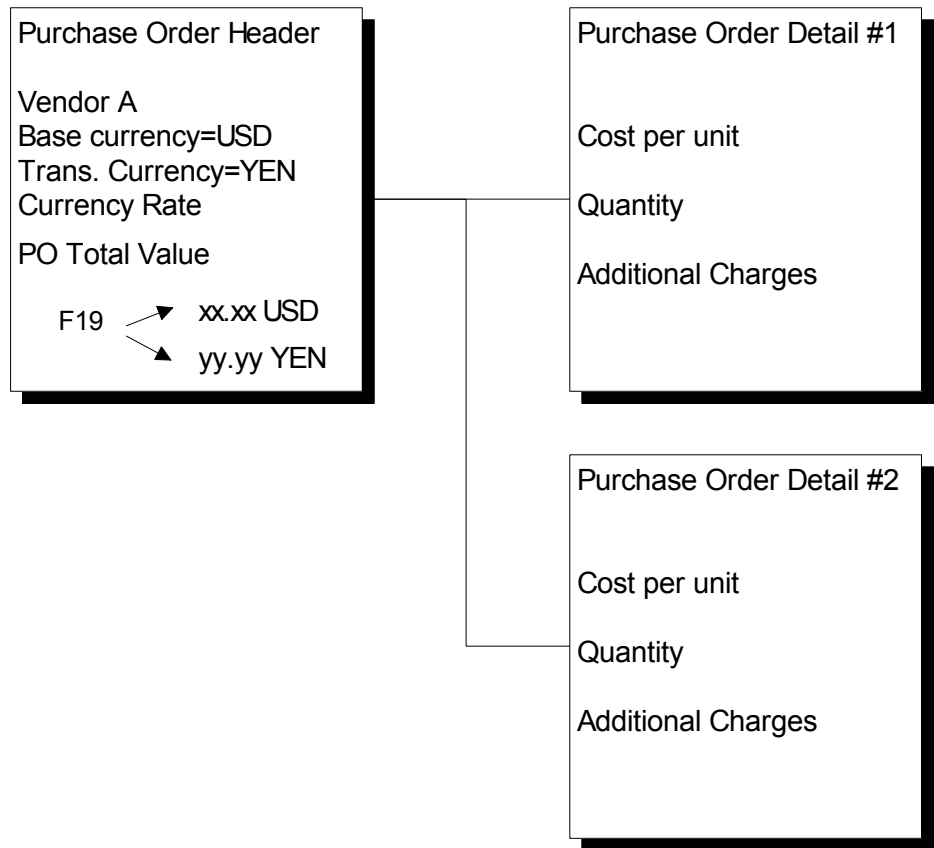 Purchase Order Header
Vendor A
Base currency=USD
Trans. Currency=YEN
Currency Rate
PO Total Value
F19
xx.xx USD
yy.yy YEN
Purchase Order Detail #1
Cost per unit
Quantity
Additional Charges
Purchase Order Detail #2
Cost per unit
Quantity
Additional Charges